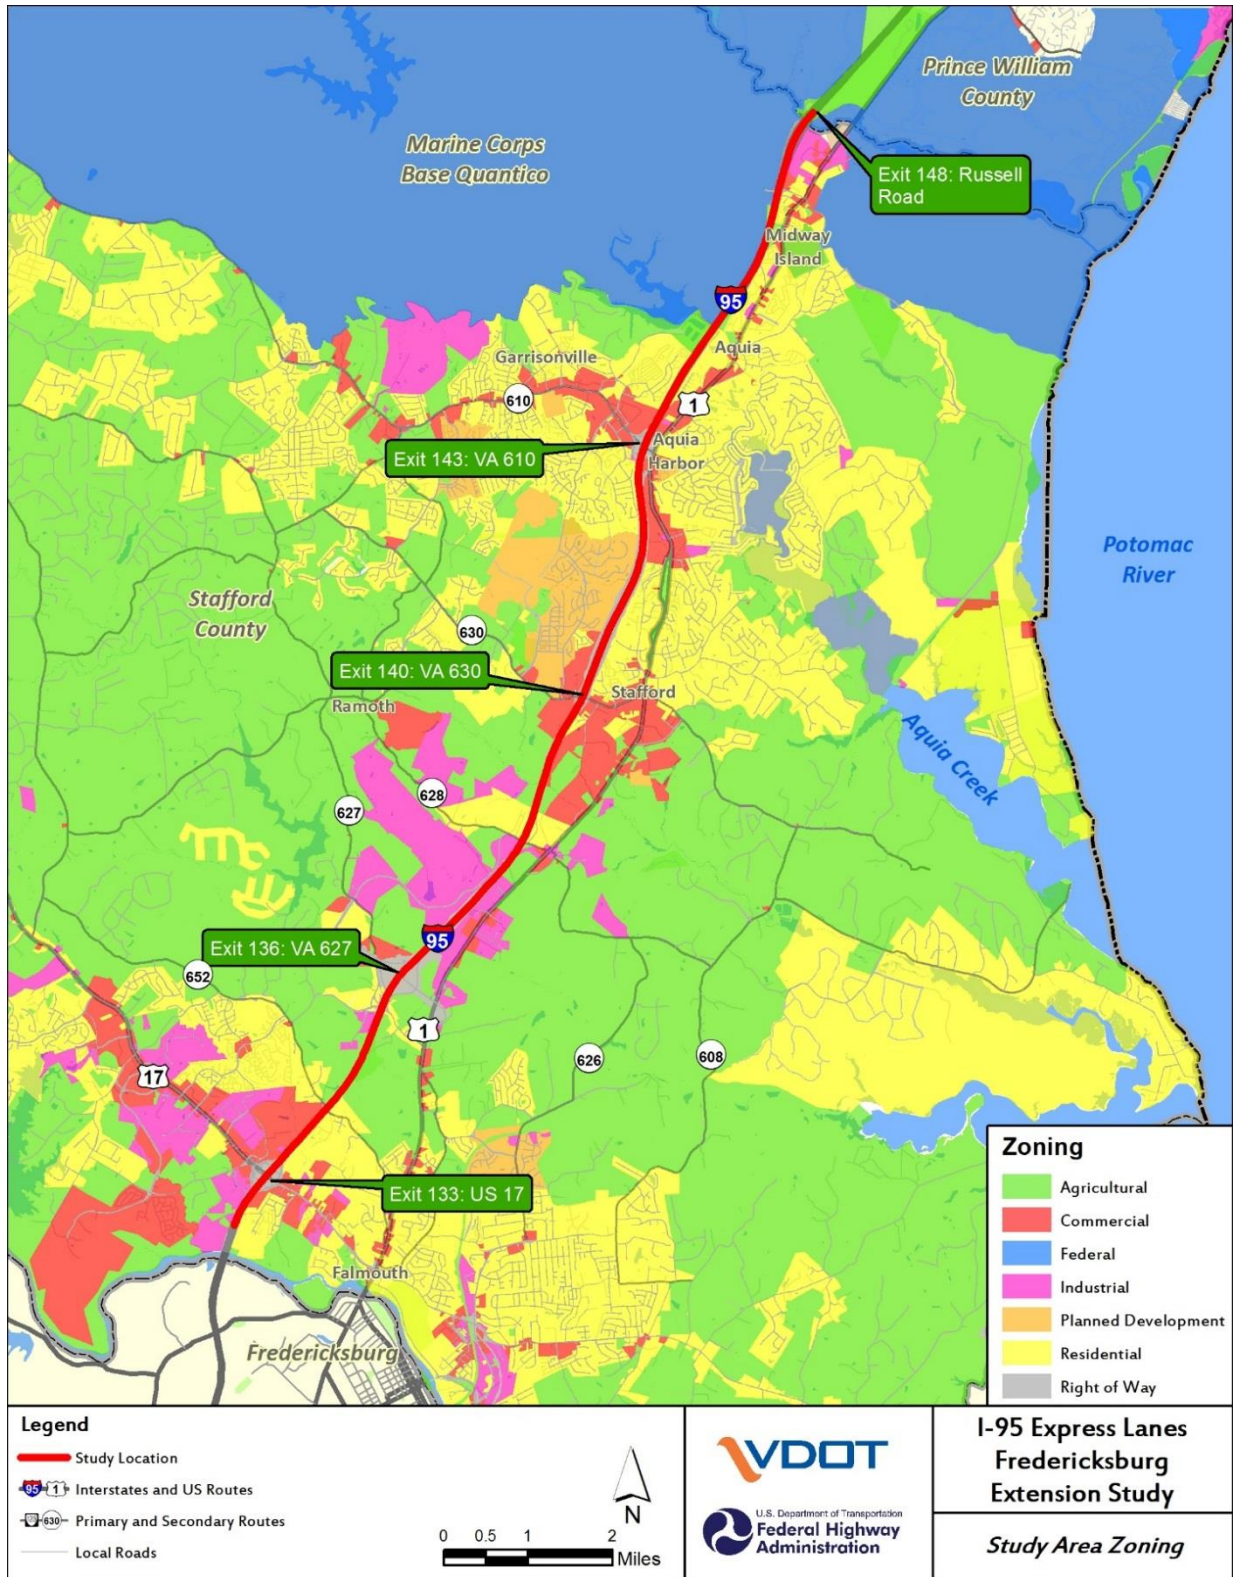 Prince William
County
Marine Corps
Base Quantico
Exit 148: Russell
Road
Midway
Island
95
Garrisonville
Aquia
610
1
Aquia
Harbor
Exit 143: VA 610
Potomac
River
Stafford
County
630
Exit 140: VA 630
Stafford
Ramoth
Aquia Creek
628
627
95
Exit 136: VA 627
652
1
626
608
17
Exit 133: US 17
Falmouth
Fredericksburg
Zoning
Agricultural
Commercial
Federal
Industrial
Planned Development
Residential
Right of Way
Legend
Study Location
95 1 Interstates and US Routes
630 Primary and Secondary Routes
Local Roads
N
0 0.5 1 2
Miles
VDOT
U.S. Department of Transportation
Federal Highway
Administration
I-95 Express Lanes
Fredericksburg
Extension Study
Study Area Zoning